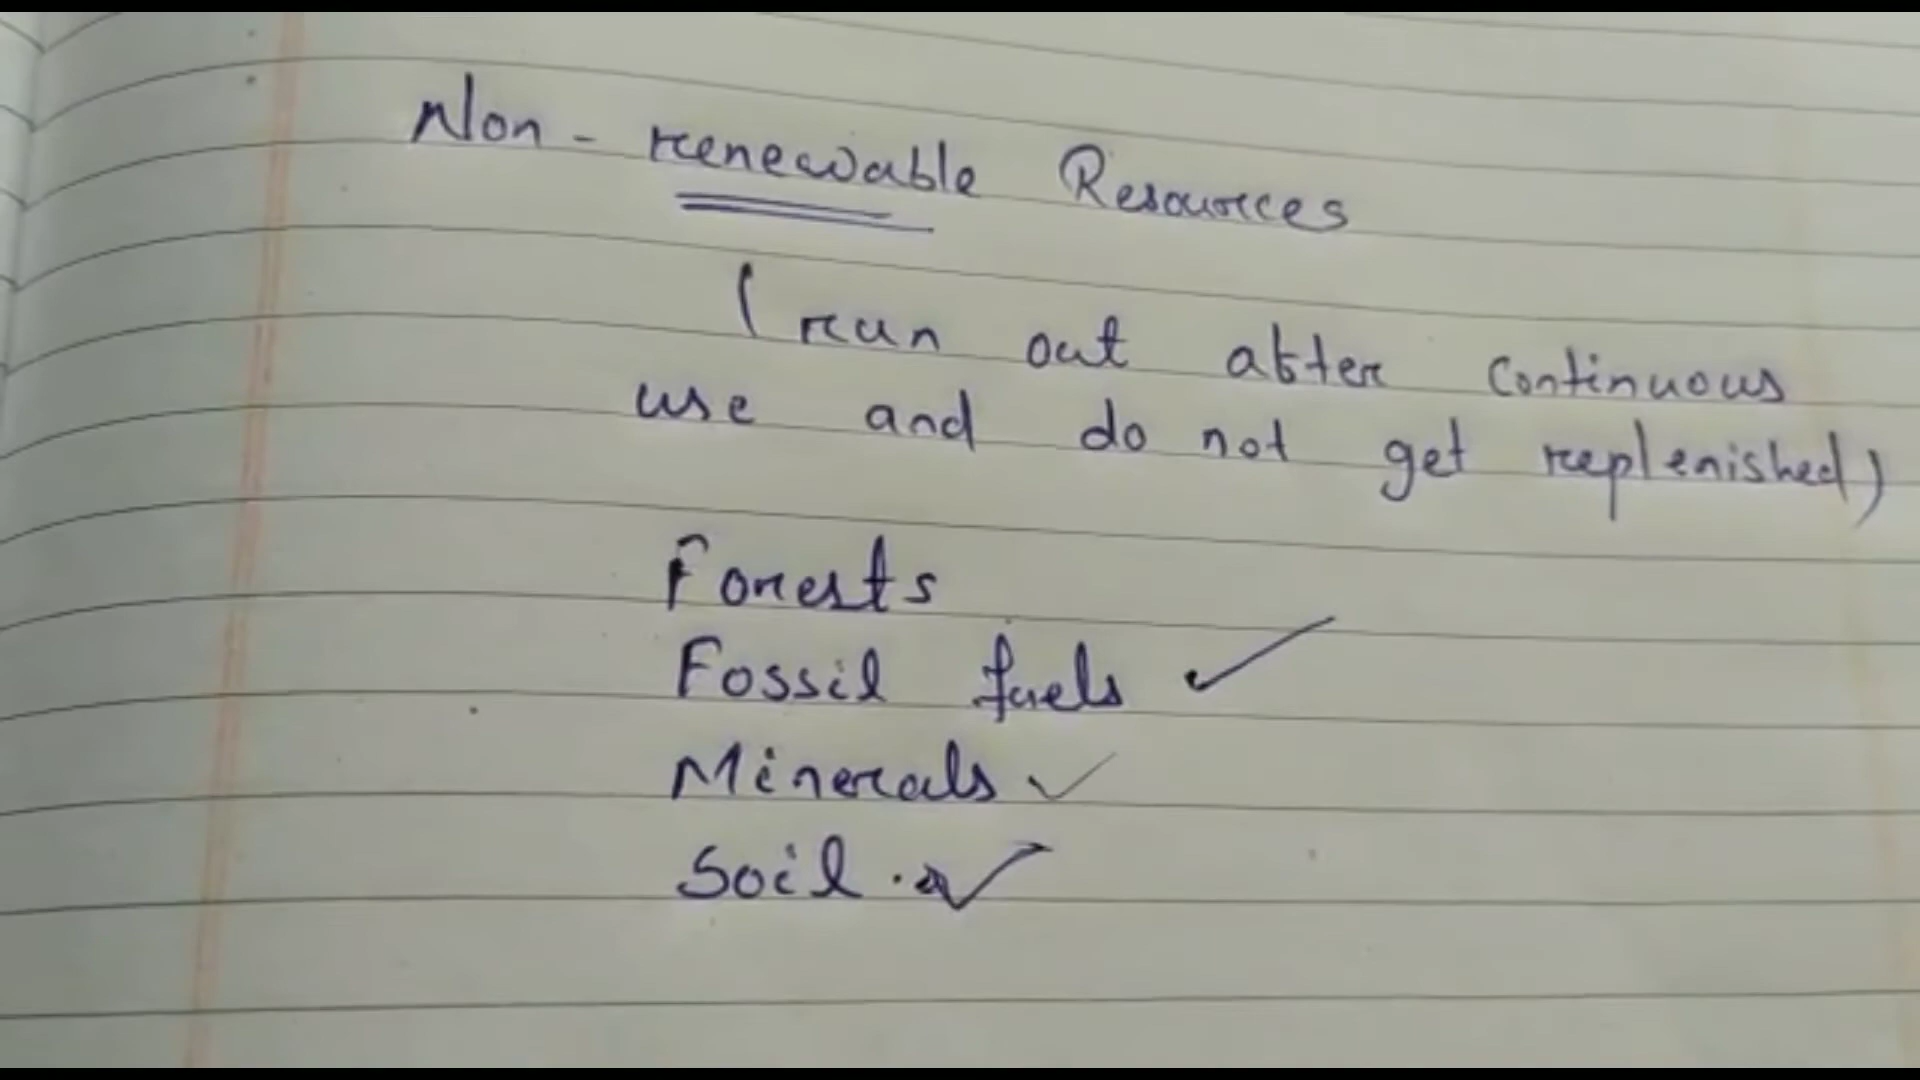 Non - renewable Resources
(run out after continuous
use and do not get replenished)
Forests
Fossil fuels ✓
Minerals ✓
Soil . ✓